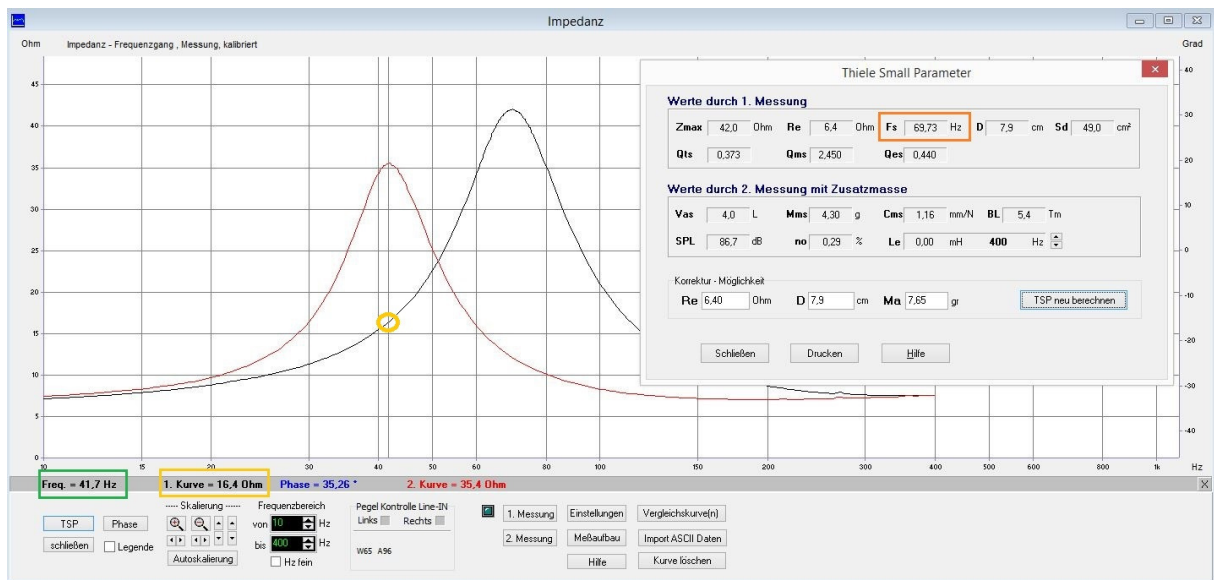 Impedanz
Ohm Impedanz - Frequenzgang , Messung, kalibriert Grad
45
40
35
30
25
20
15
10
5
0
40
30
20
10
0
-10
-20
-30
-40
10 15 20 30 40 50 60 80 100 150 200 300 400 500 600 800 1k Hz
Thiele Small Parameter
Werte durch 1. Messung
Zmax 42,0 Ohm Re 6,4 Ohm Fs 69,73 Hz D 7,9 cm Sd 49,0 cm²
Qts 0,373 Qms 2,450 Qes 0,440
Werte durch 2. Messung mit Zusatzmasse
Vas 4,0 L Mms 4,30 g Cms 1,16 mm/N BL 5,4 Tm
SPL 86,7 dB no 0,29 % Le 0,00 mH 400 Hz
Korrektur - Möglichkeit
Re 6,40 Ohm D 7,9 cm Ma 7,65 gr TSP neu berechnen
Schließen Drucken Hilfe
Freq. = 41,7 Hz 1. Kurve = 16,4 Ohm Phase = 35,26 ° 2. Kurve = 35,4 Ohm X
TSP Phase
schließen Legende
----- Skalierung -----
Autoskalierung
Frequenzbereich
von 10 Hz
bis 400 Hz
Hz fein
Pegel Kontrolle Line-IN
Links Rechts
W65 A96
1. Messung Einstellungen Vergleichskurve(n)
2. Messung Meßaufbau Import ASCII Daten
Hilfe Kurve löschen